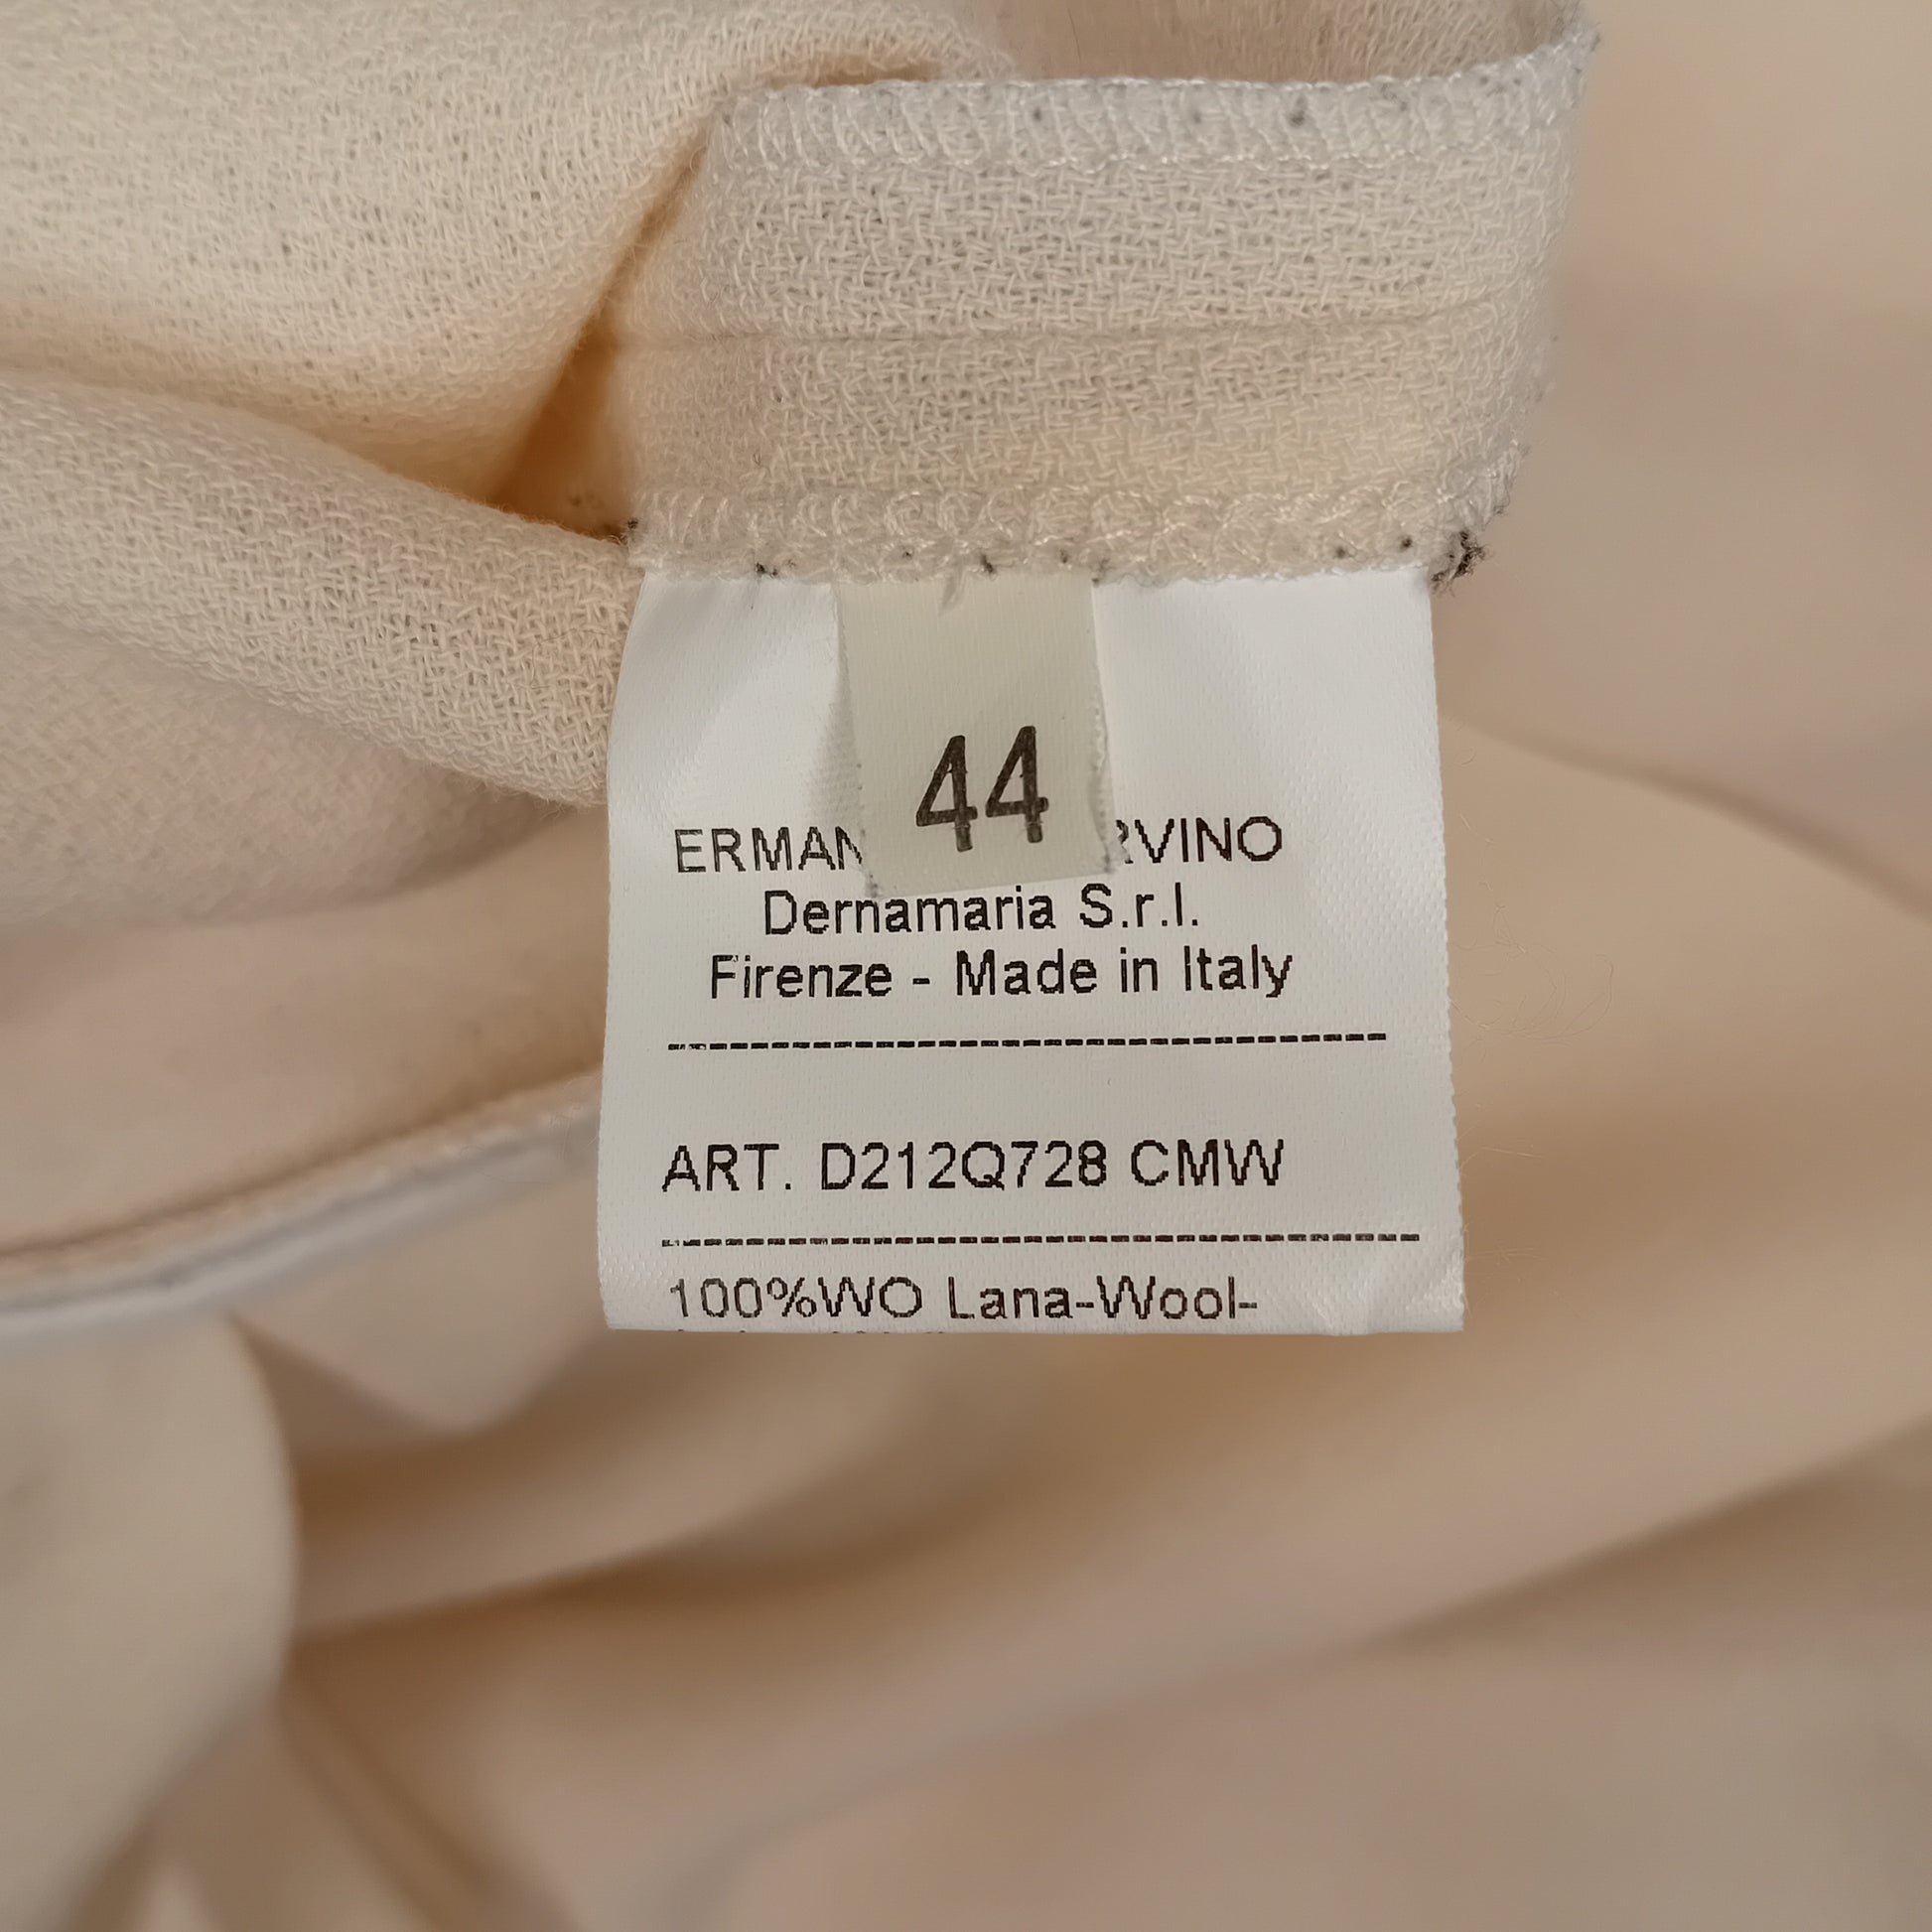 44
ERMAN RVINO
Dernamaria S.r.l.
Firenze - Made in Italy
ART. D212Q728 CMW
100%WO Lana-Wool-